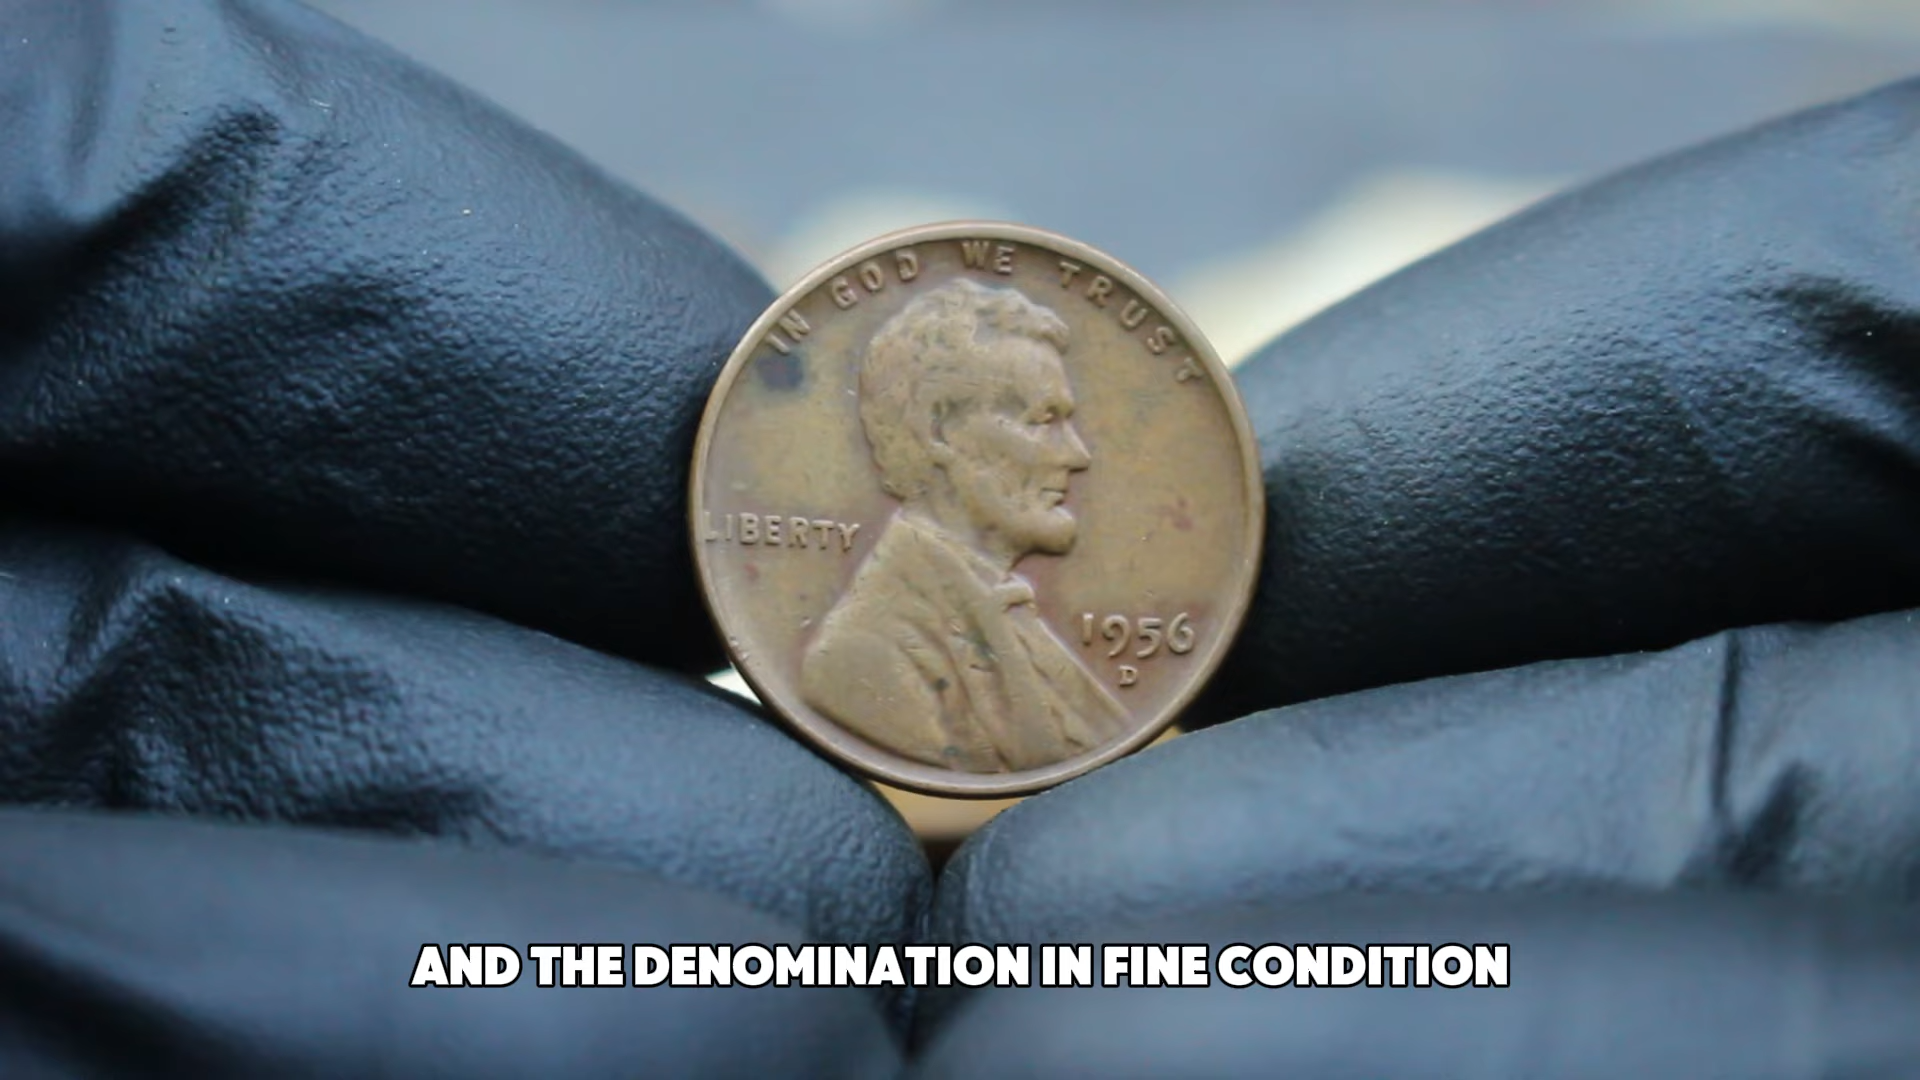 IN GOD WE TRUST
LIBERTY
1956
D
AND THE DENOMINATION IN FINE CONDITION